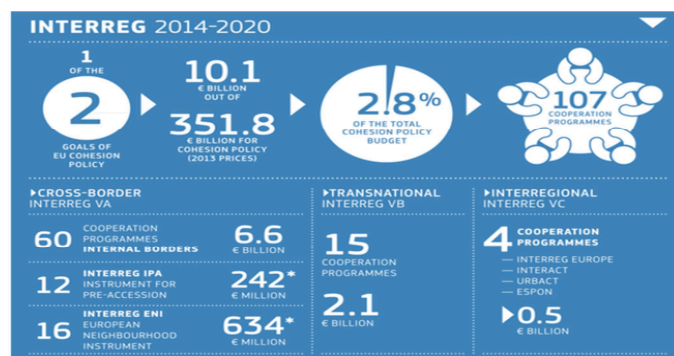 INTERREG 2014-2020
1
OF THE
2
GOALS OF
EU COHESION
POLICY
10.1
€ BILLION
OUT OF
351.8
€ BILLION FOR
COHESION POLICY
(2013 PRICES)
2.8%
OF THE TOTAL
COHESION POLICY
BUDGET
107
COOPERATION
PROGRAMMES
CROSS-BORDER
INTERREG VA
60
COOPERATION
PROGRAMMES
INTERNAL BORDERS
6.6
€ BILLION
12
INTERREG IPA
INSTRUMENT FOR
PRE-ACCESSION
242*
€ MILLION
16
INTERREG ENI
EUROPEAN
NEIGHBOURHOOD
INSTRUMENT
634*
€ MILLION
TRANSNATIONAL
INTERREG VB
15
COOPERATION
PROGRAMMES
2.1
€ BILLION
INTERREGIONAL
INTERREG VC
4
COOPERATION
PROGRAMMES
— INTERREG EUROPE
— INTERACT
— URBACT
— ESPON
0.5
€ BILLION